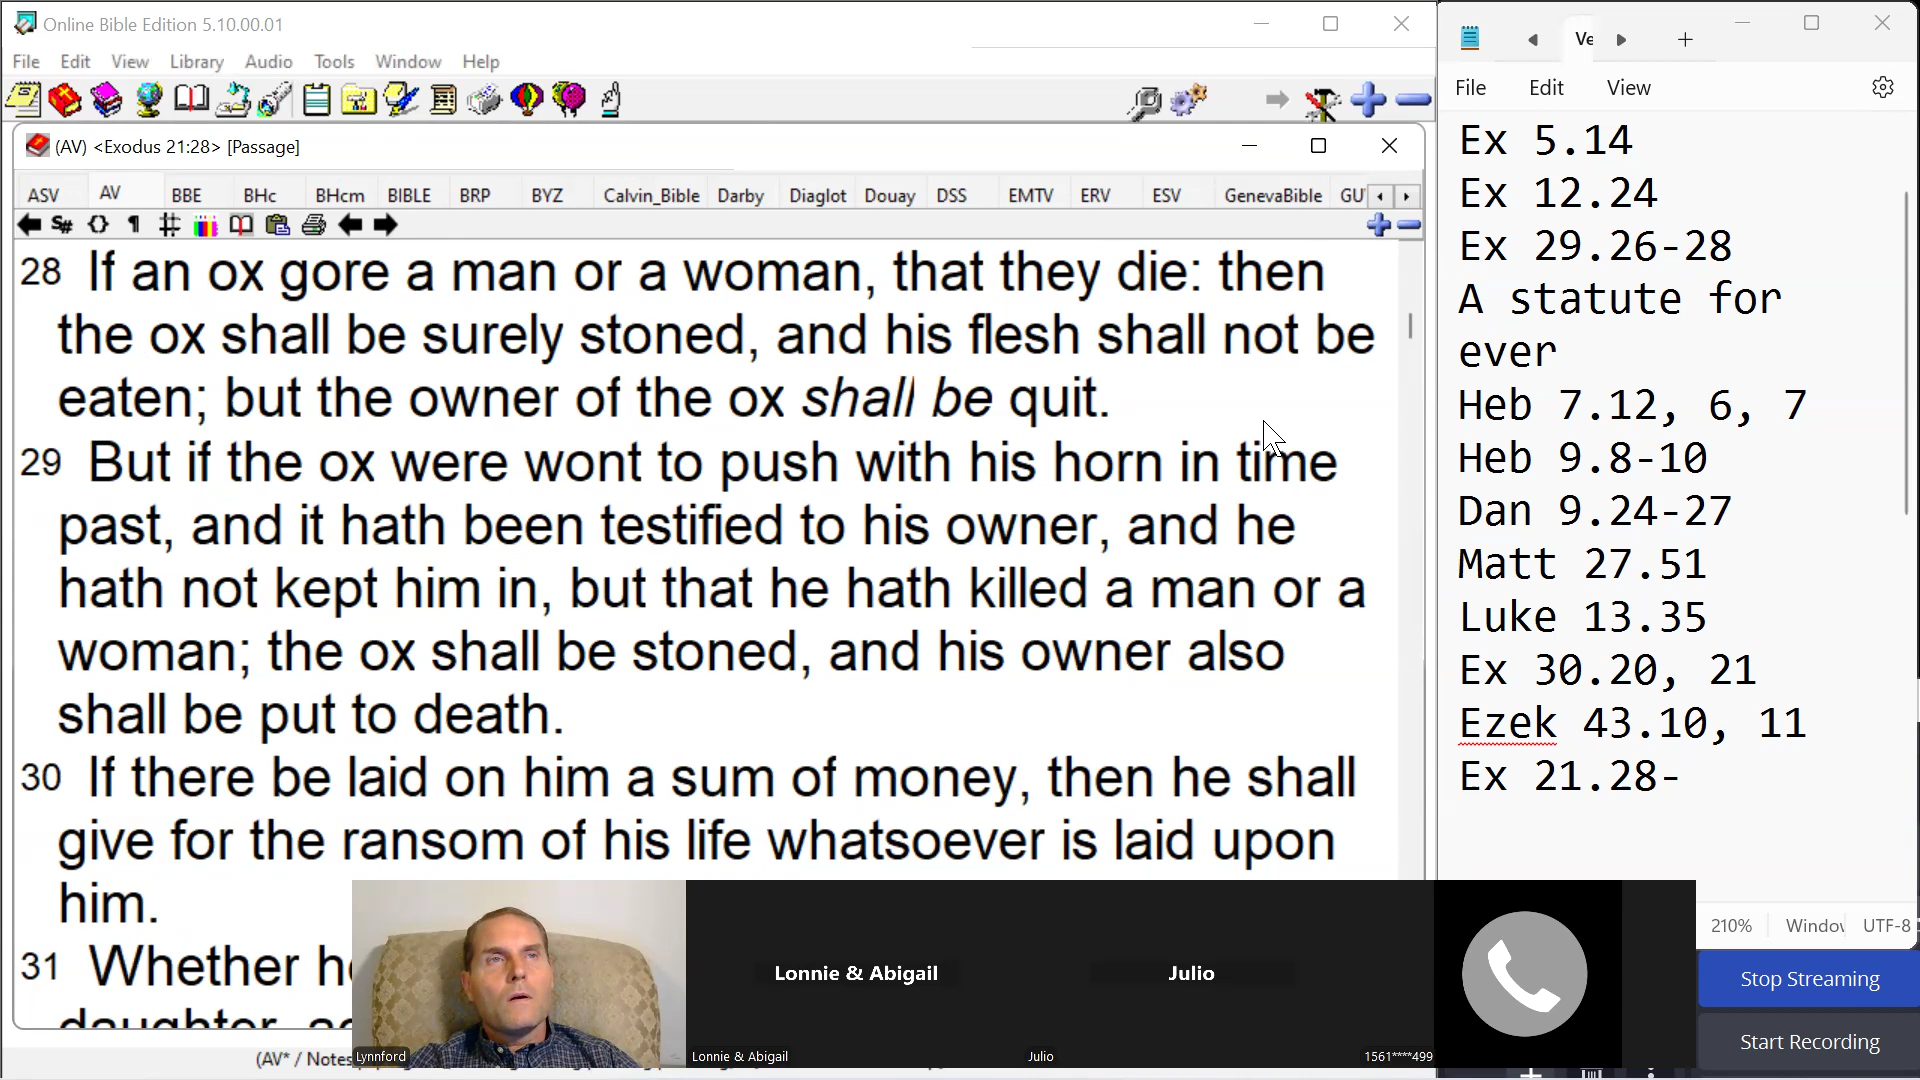 Online Bible Edition 5.10.00.01
File Edit View Library Audio Tools Window Help
(AV) <Exodus 21:28> [Passage]
ASV AV BBE BHc BHcm BIBLE BRP BYZ Calvin_Bible Darby Diaglot Douay DSS EMTV ERV ESV GenevaBible GU
28 If an ox gore a man or a woman, that they die: then
the ox shall be surely stoned, and his flesh shall not be
eaten; but the owner of the ox shall be quit.
29 But if the ox were wont to push with his horn in time
past, and it hath been testified to his owner, and he
hath not kept him in, but that he hath killed a man or a
woman; the ox shall be stoned, and his owner also
shall be put to death.
30 If there be laid on him a sum of money, then he shall
give for the ransom of his life whatsoever is laid upon
him.
31 Whether h
daughter
(AV* / Notes
Ve
File Edit View
Ex 5.14
Ex 12.24
Ex 29.26-28
A statute for
ever
Heb 7.12, 6, 7
Heb 9.8-10
Dan 9.24-27
Matt 27.51
Luke 13.35
Ex 30.20, 21
Ezek 43.10, 11
Ex 21.28-
210% Window UTF-8
Stop Streaming
Start Recording
Lonnie & Abigail
Julio
Lynnford
Lonnie & Abigail
Julio
1561****499